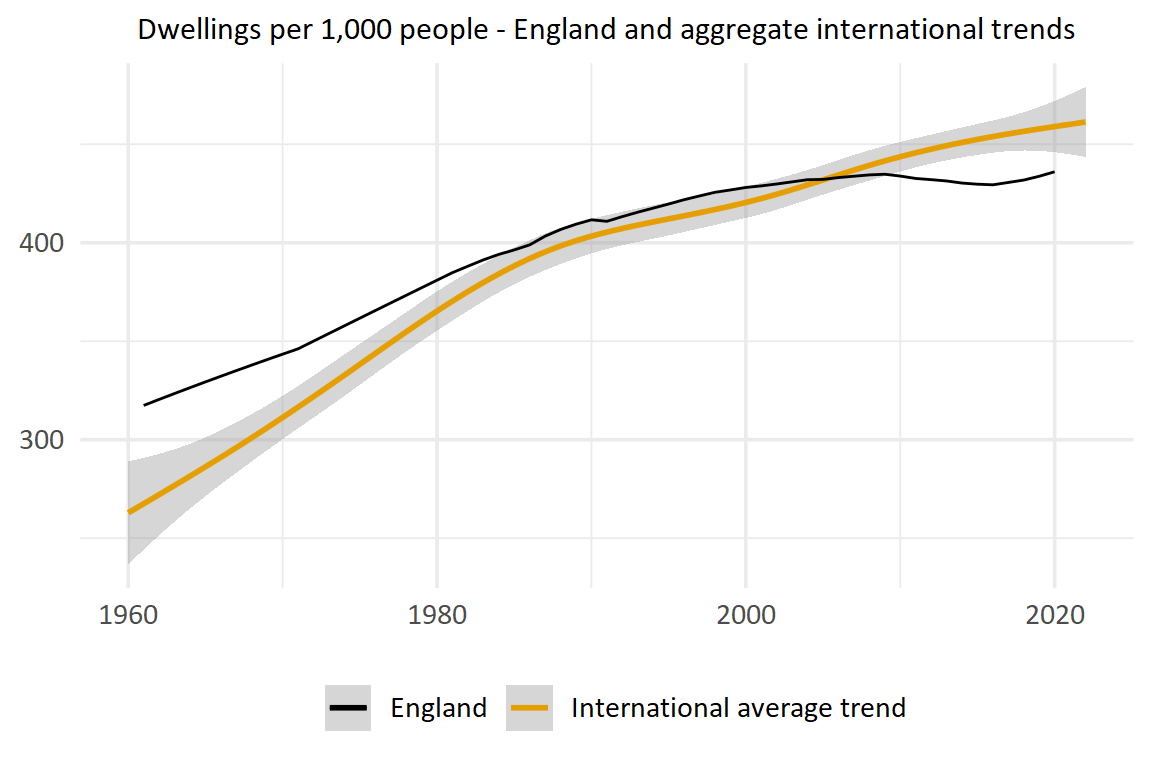 Dwellings per 1,000 people - England and aggregate international trends
400
300
1960 1980 2000 2020
England International average trend